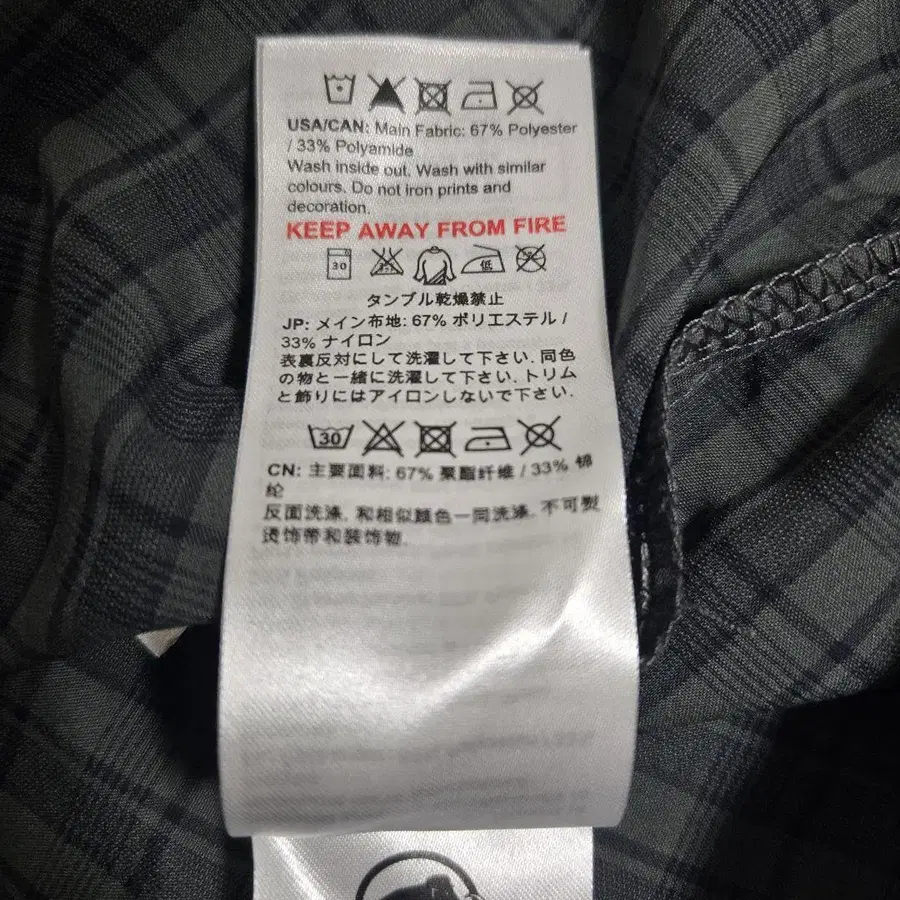 USA/CAN: Main Fabric: 67% Polyester
/ 33% Polyamide
Wash inside out. Wash with similar
colours. Do not iron prints and
decoration.
KEEP AWAY FROM FIRE
30
低
タンブル乾燥禁止
JP: メイン布地: 67% ポリエステル /
33% ナイロン
表裏反対にして洗濯して下さい. 同色
の物と一緒に洗濯して下さい. トリム
と飾りにはアイロンしないで下さい.
30
CN: 主要面料: 67% 聚酯纤维 / 33% 锦
纶
反面洗涤. 和相似颜色一同洗涤. 不可熨
烫饰带和装饰物.